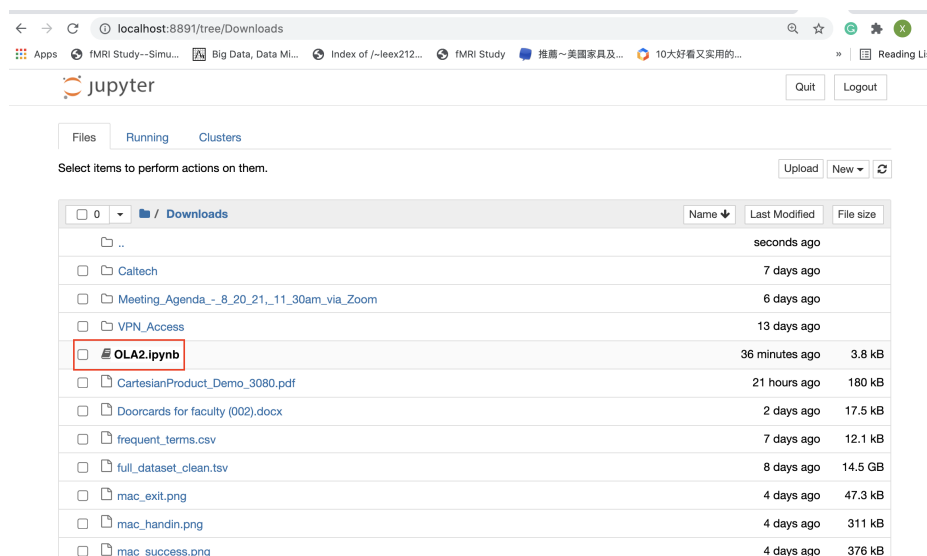 localhost:8891/tree/Downloads
G X
Apps fMRI Study--Simu... Big Data, Data Mi... Index of /~leex212... fMRI Study 推薦～美國家具及... 10大好看又实用的... » Reading Li
jupyter Quit Logout
Files Running Clusters
Select items to perform actions on them. Upload New
0 / Downloads Name Last Modified File size
.. seconds ago
Caltech 7 days ago
Meeting_Agenda_-_8_20_21,_11_30am_via_Zoom 6 days ago
VPN_Access 13 days ago
OLA2.ipynb 36 minutes ago 3.8 kB
CartesianProduct_Demo_3080.pdf 21 hours ago 180 kB
Doorcards for faculty (002).docx 2 days ago 17.5 kB
frequent_terms.csv 7 days ago 12.1 kB
full_dataset_clean.tsv 8 days ago 14.5 GB
mac_exit.png 4 days ago 47.3 kB
mac_handin.png 4 days ago 311 kB
mac_success.png 4 days ago 376 kB